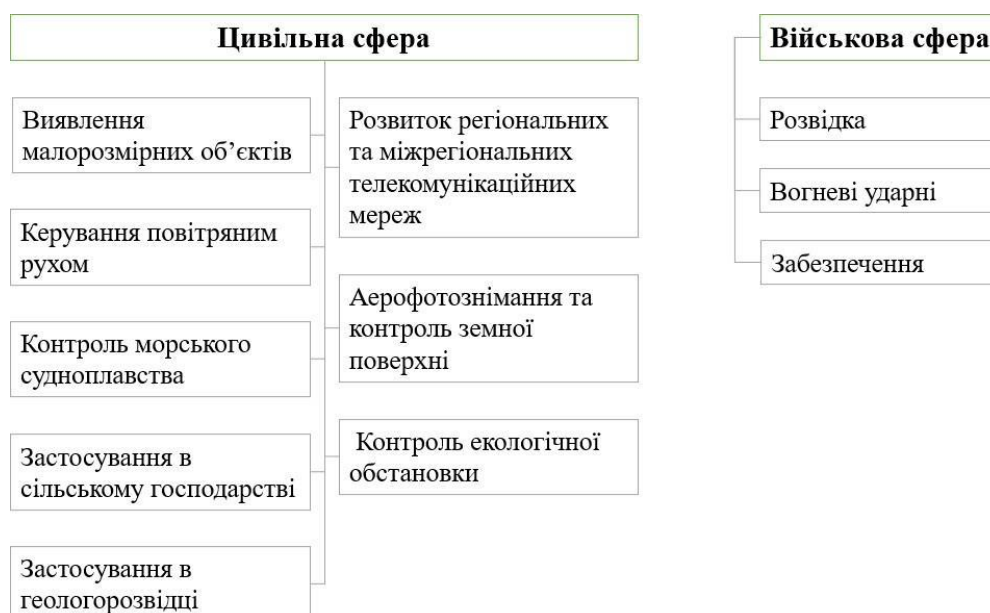 Цивільна сфера
Виявлення
малорозмірних об’єктів
Керування повітряним
рухом
Контроль морського
судноплавства
Застосування в
сільському господарстві
Застосування в
геологорозвідці
Розвиток регіональних
та міжрегіональних
телекомунікаційних
мереж
Аерофотознімання та
контроль земної
поверхні
Контроль екологічної
обстановки
Військова сфера
Розвідка
Вогневі ударні
Забезпечення